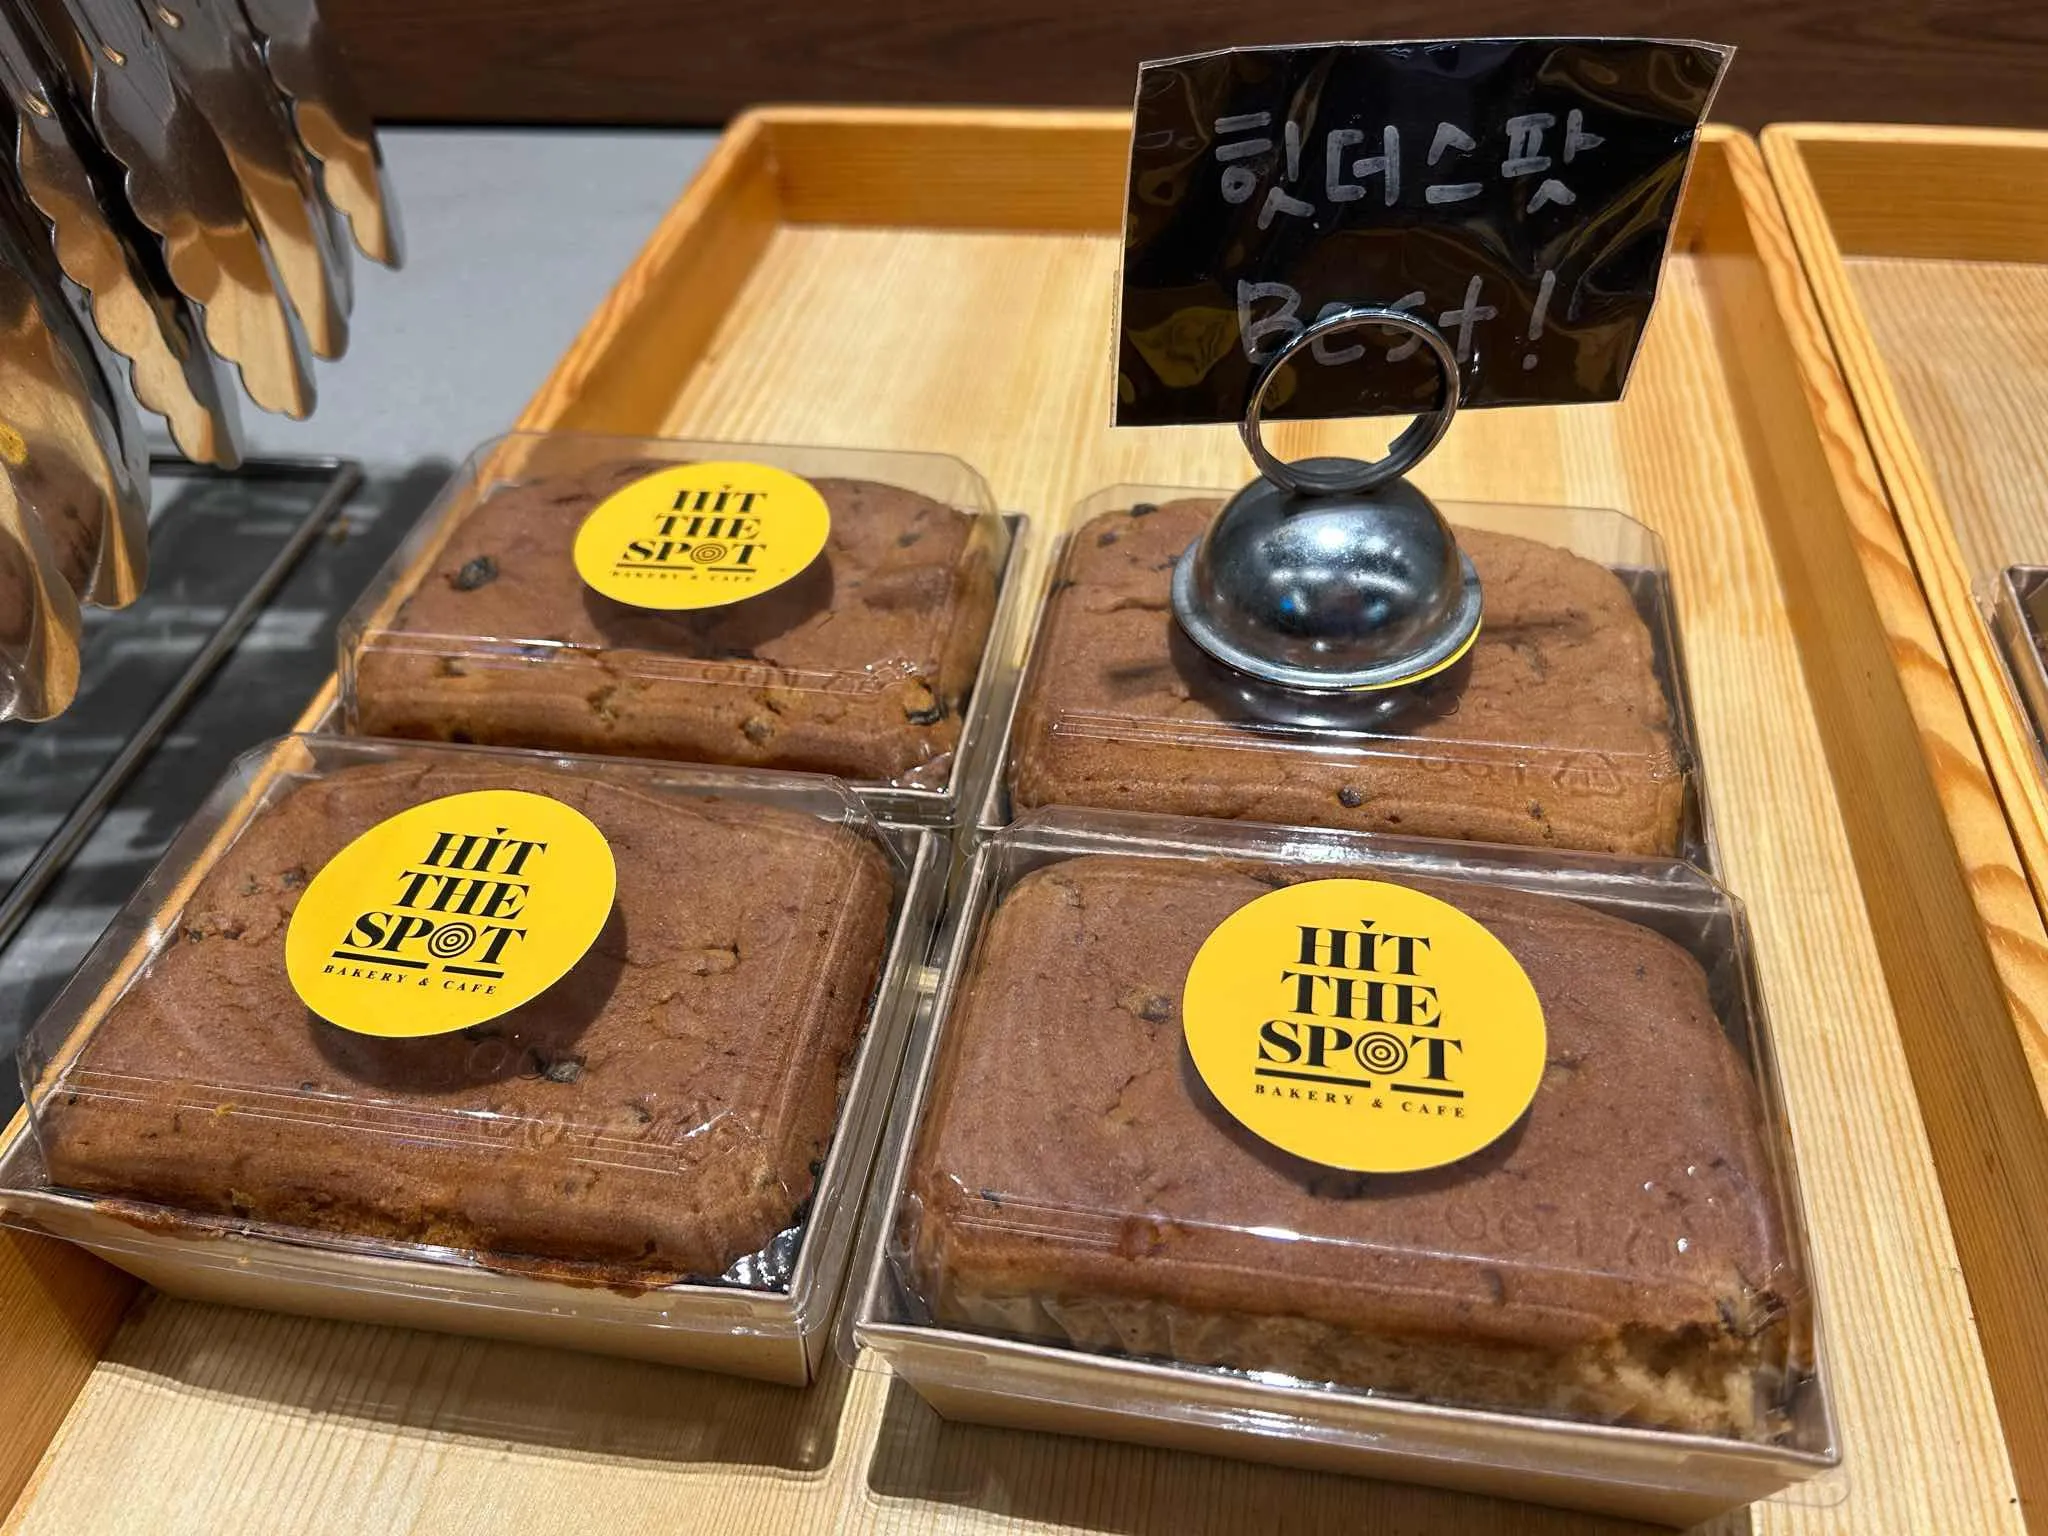 힛더스팟
Best!
HIT
THE
SPOT
BAKERY & CAFE
HIT
THE
SPOT
BAKERY & CAFE
HIT
THE
SPOT
BAKERY & CAFE